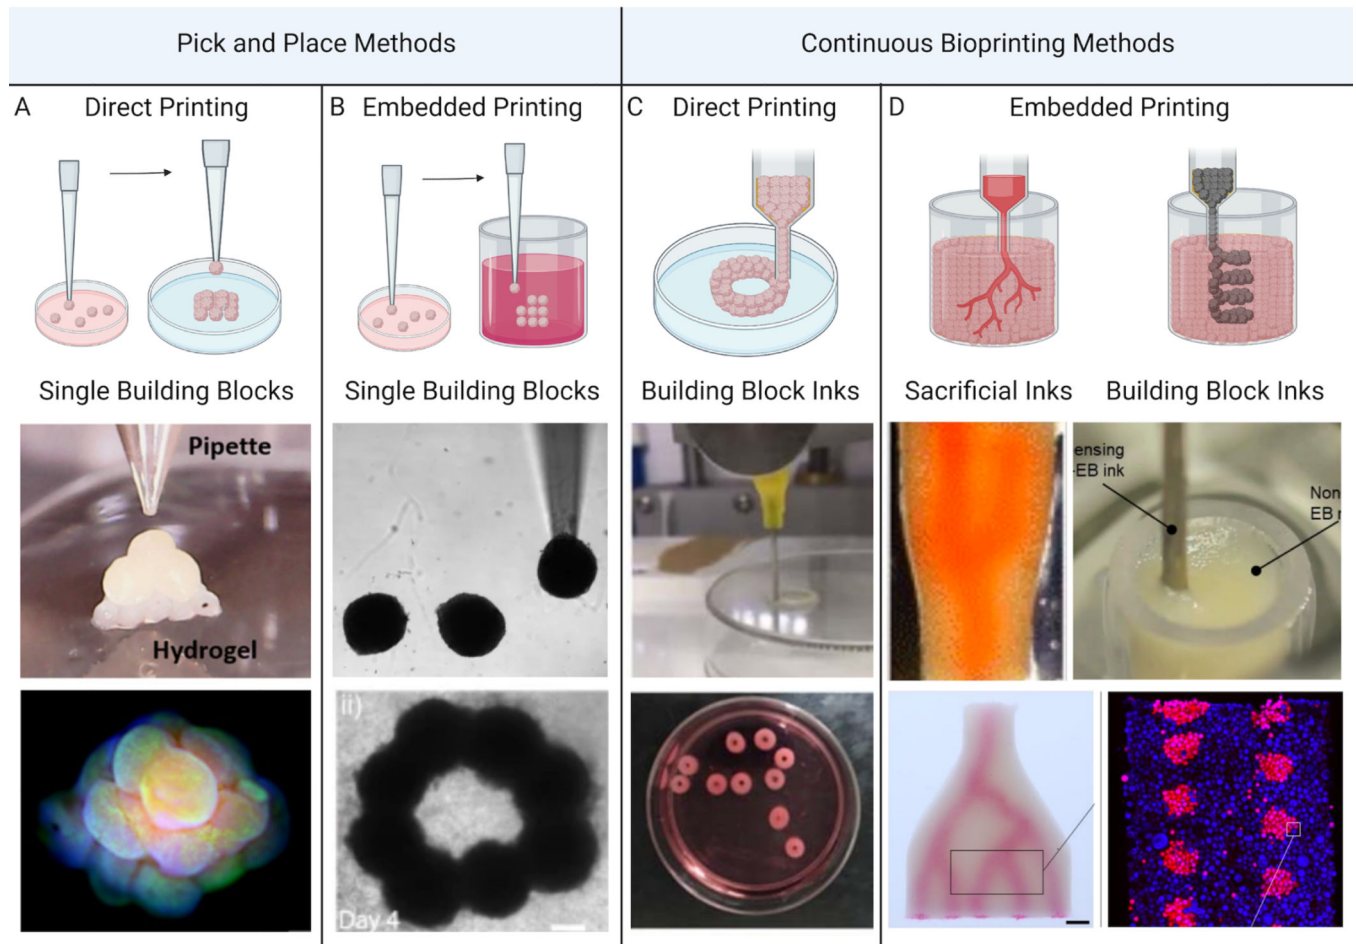 Pick and Place Methods
Continuous Bioprinting Methods
A
Direct Printing
B
Embedded Printing
C
Direct Printing
D
Embedded Printing
Single Building Blocks
Single Building Blocks
Building Block Inks
Sacrificial Inks
Building Block Inks
Pipette
Hydrogel
ensing
-EB ink
Non
EB
ii)
Day 4